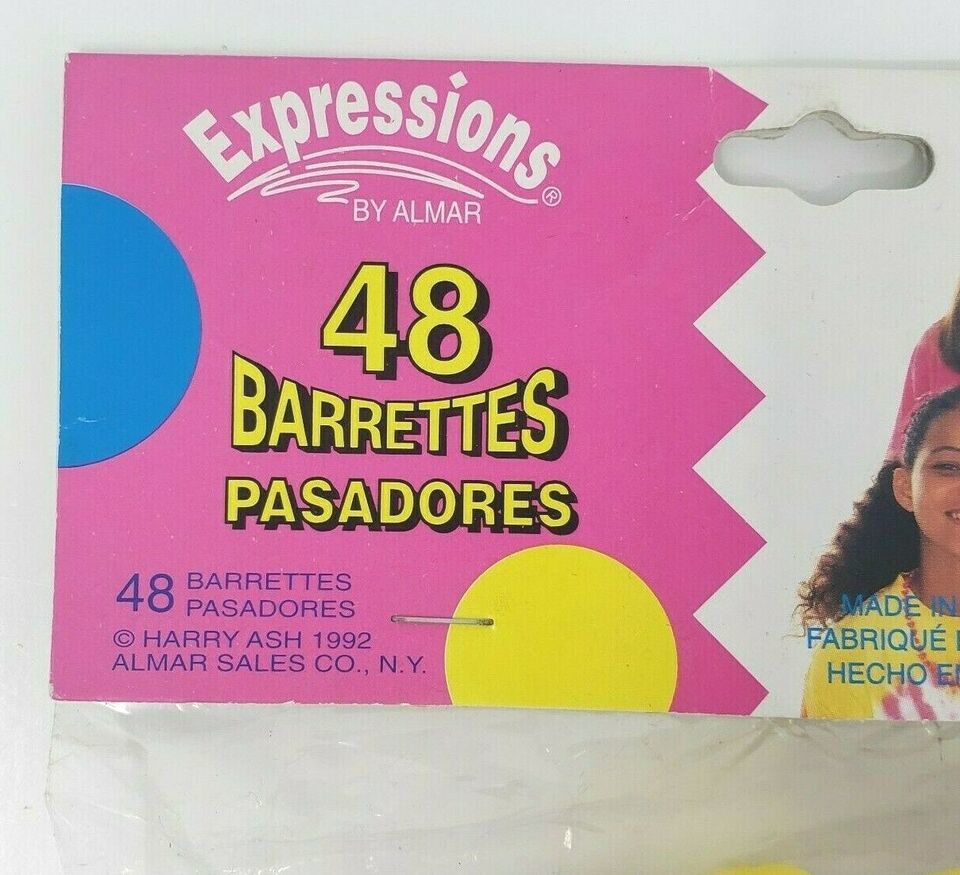 Expressions®
BY ALMAR
48
BARRETTES
PASADORES
48 BARRETTES
PASADORES
© HARRY ASH 1992
ALMAR SALES CO., N.Y.
MADE IN
FABRIQUÉ
HECHO EN